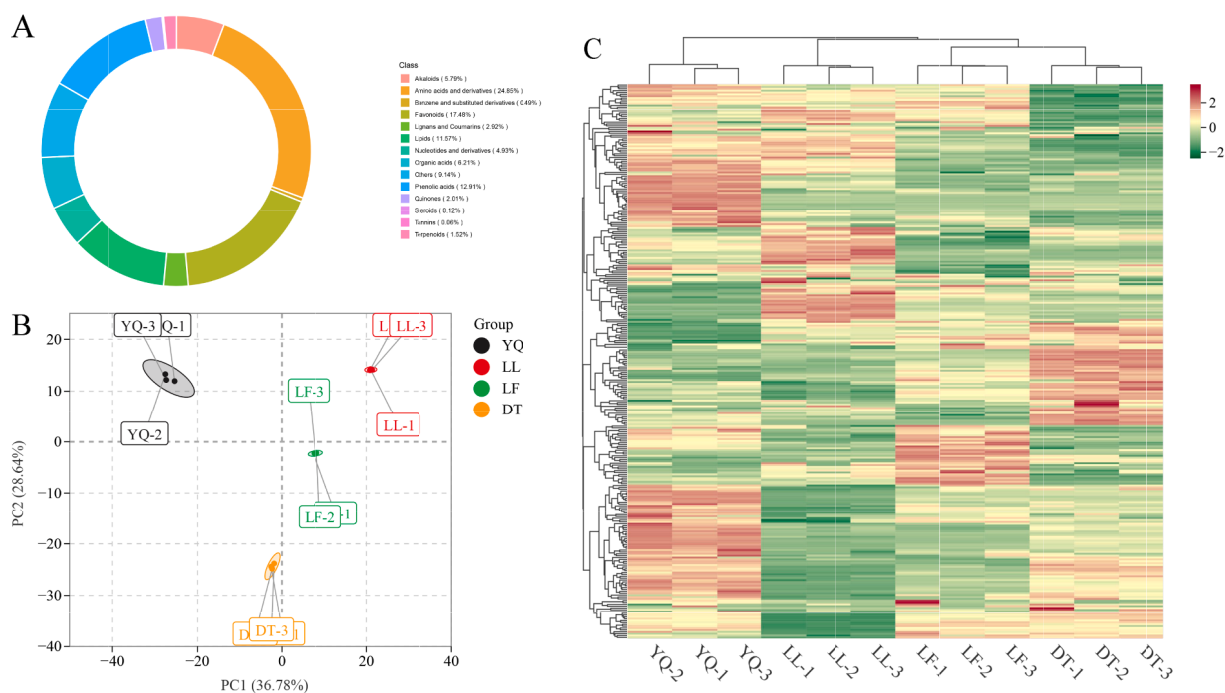 A
Class
Akaloids ( 5.79% )
Amino acids and derivatives ( 24.85% )
Benzene and substituted derivatives ( 0.49% )
Favonoids ( 17.48% )
Lignans and Coumarins ( 2.92% )
Lpids ( 11.57% )
Nucleotides and derivatives ( 4.93% )
Organic acids ( 6.21% )
Others ( 9.14% )
Phenolic acids ( 12.91% )
Quinones ( 2.01% )
Steroids ( 0.12% )
Tannins ( 0.06% )
Terpenoids ( 1.52% )
B
PC2 (28.64%)
20
10
0
−10
−20
−30
−40
YQ-3
Q-1
YQ-2
L
LL-3
LL-1
LF-3
LF-2
-1
D
DT-3
1
−40
−20
0
20
40
PC1 (36.78%)
Group
YQ
LL
LF
DT
C
2
0
−2
YQ-2
YQ-1
YQ-3
LL-1
LL-2
LL-3
LF-1
LF-2
LF-3
DT-1
DT-2
DT-3